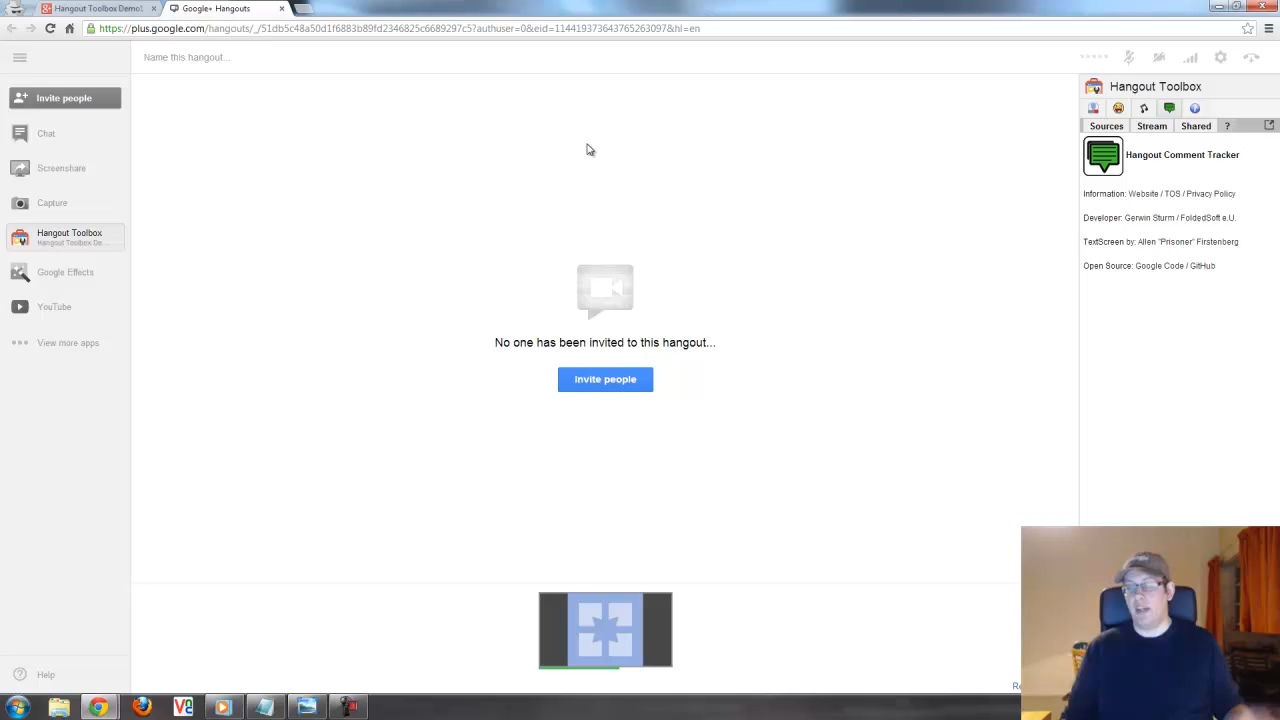 Hangout Toolbox Demo!
Google+ Hangouts
https://plus.google.com/hangouts/_/51db5c48a50d1f6883b89fd2346825c6689297c5?authuser=0&eid=114419373643765263097&hl=en
Name this hangout...
Invite people
Chat
Screenshare
Capture
Hangout Toolbox
Hangout Toolbox De...
Google Effects
YouTube
View more apps
Help
No one has been invited to this hangout...
Invite people
Hangout Toolbox
Sources Stream Shared ?
Hangout Comment Tracker
Information: Website / TOS / Privacy Policy
Developer: Gerwin Sturm / FoldedSoft e.U.
TextScreen by: Allen "Prisoner" Firstenberg
Open Source: Google Code / GitHub